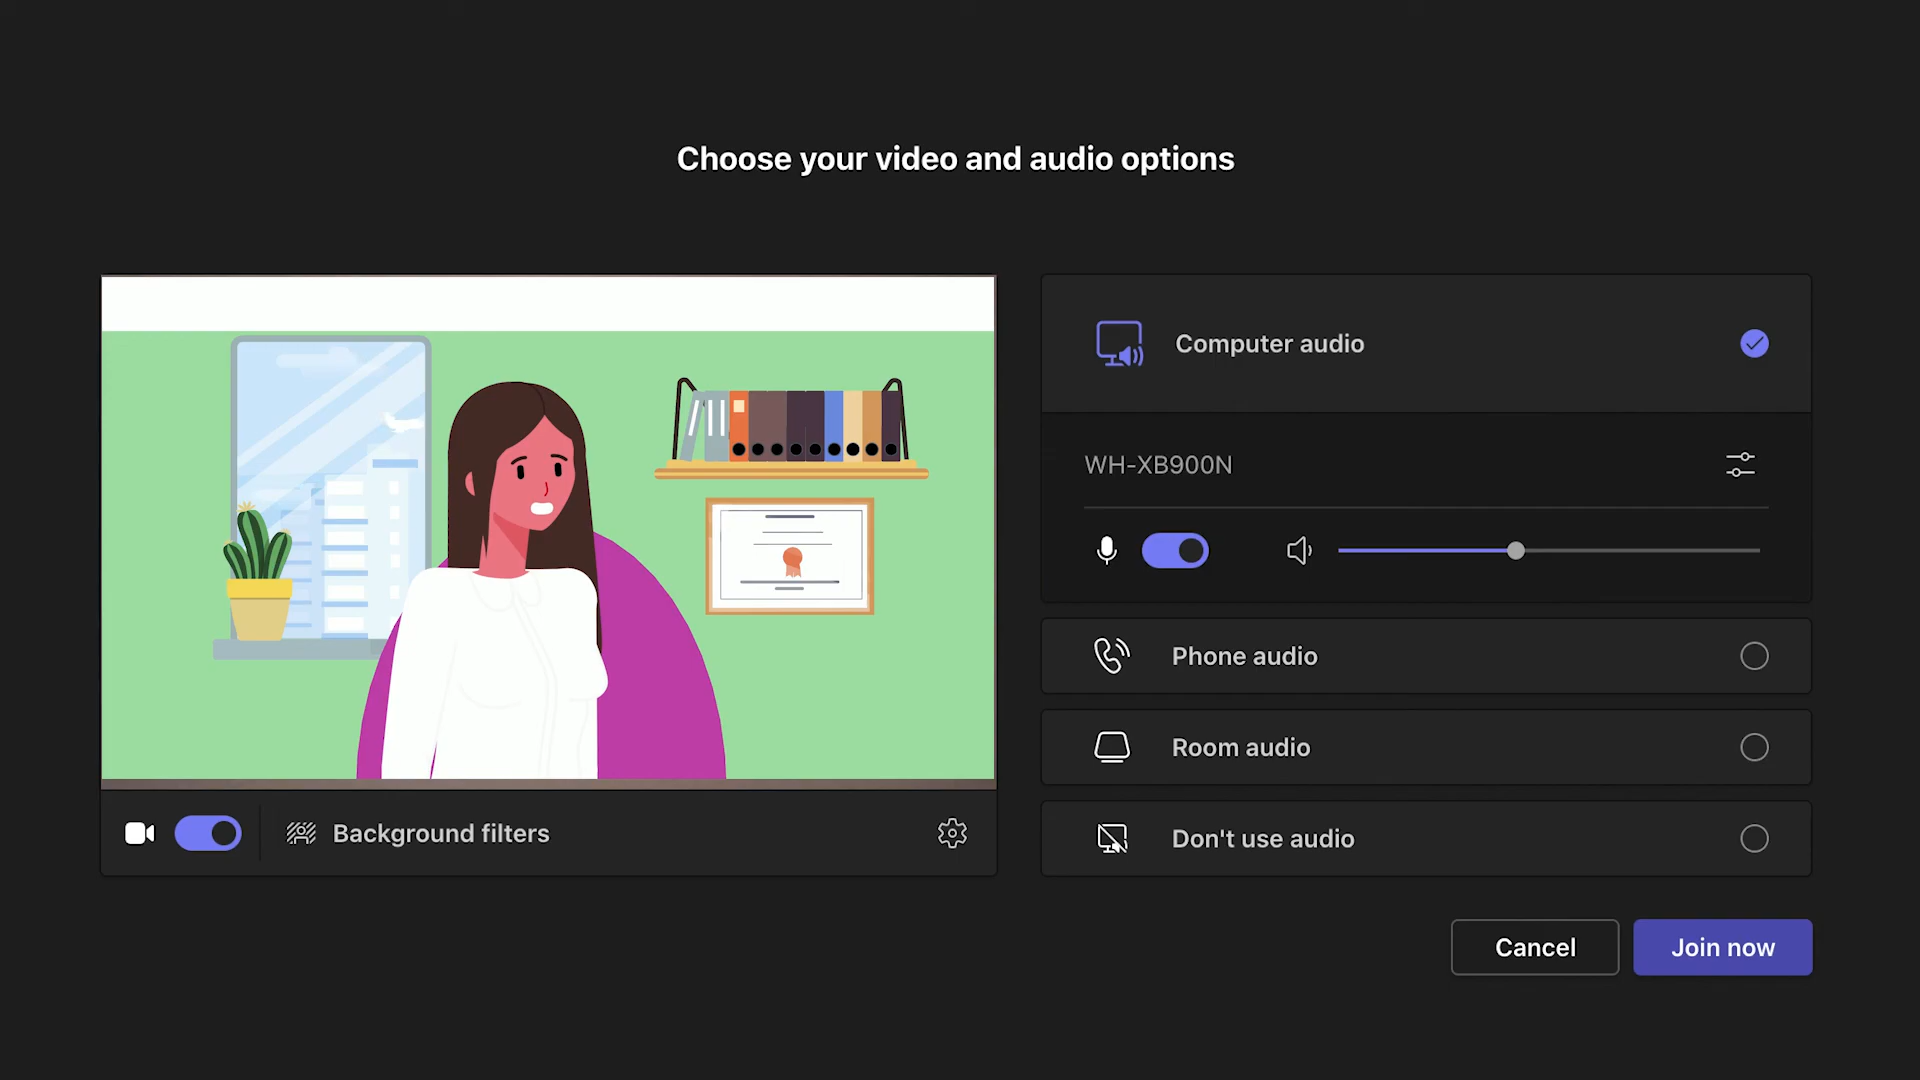 Choose your video and audio options
Computer audio
WH-XB900N
Phone audio
Room audio
Don't use audio
Background filters
Cancel
Join now